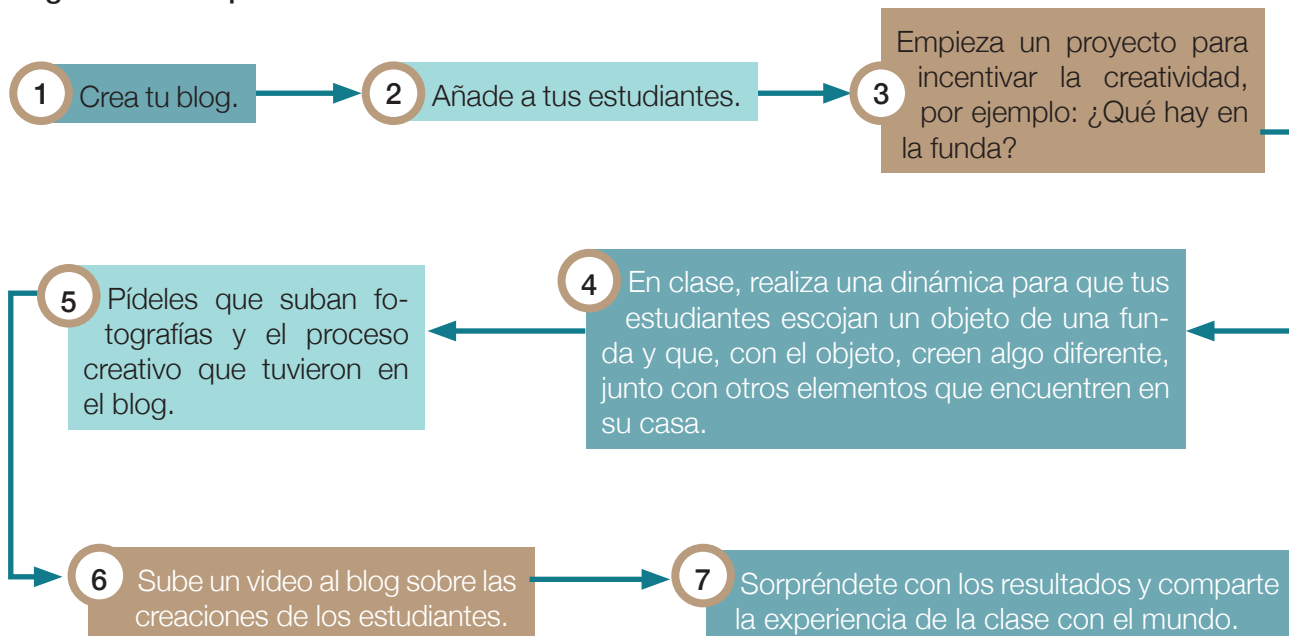 1
Crea tu blog.
2
Añade a tus estudiantes.
3
Empieza un proyecto para
incentivar la creatividad,
por ejemplo: ¿Qué hay en
la funda?
4
En clase, realiza una dinámica para que tus
estudiantes escojan un objeto de una fun-
da y que, con el objeto, creen algo diferente,
junto con otros elementos que encuentren en
su casa.
5
Pídeles que suban fo-
tografías y el proceso
creativo que tuvieron en
el blog.
6
Sube un video al blog sobre las
creaciones de los estudiantes.
7
Sorpréndete con los resultados y comparte
la experiencia de la clase con el mundo.